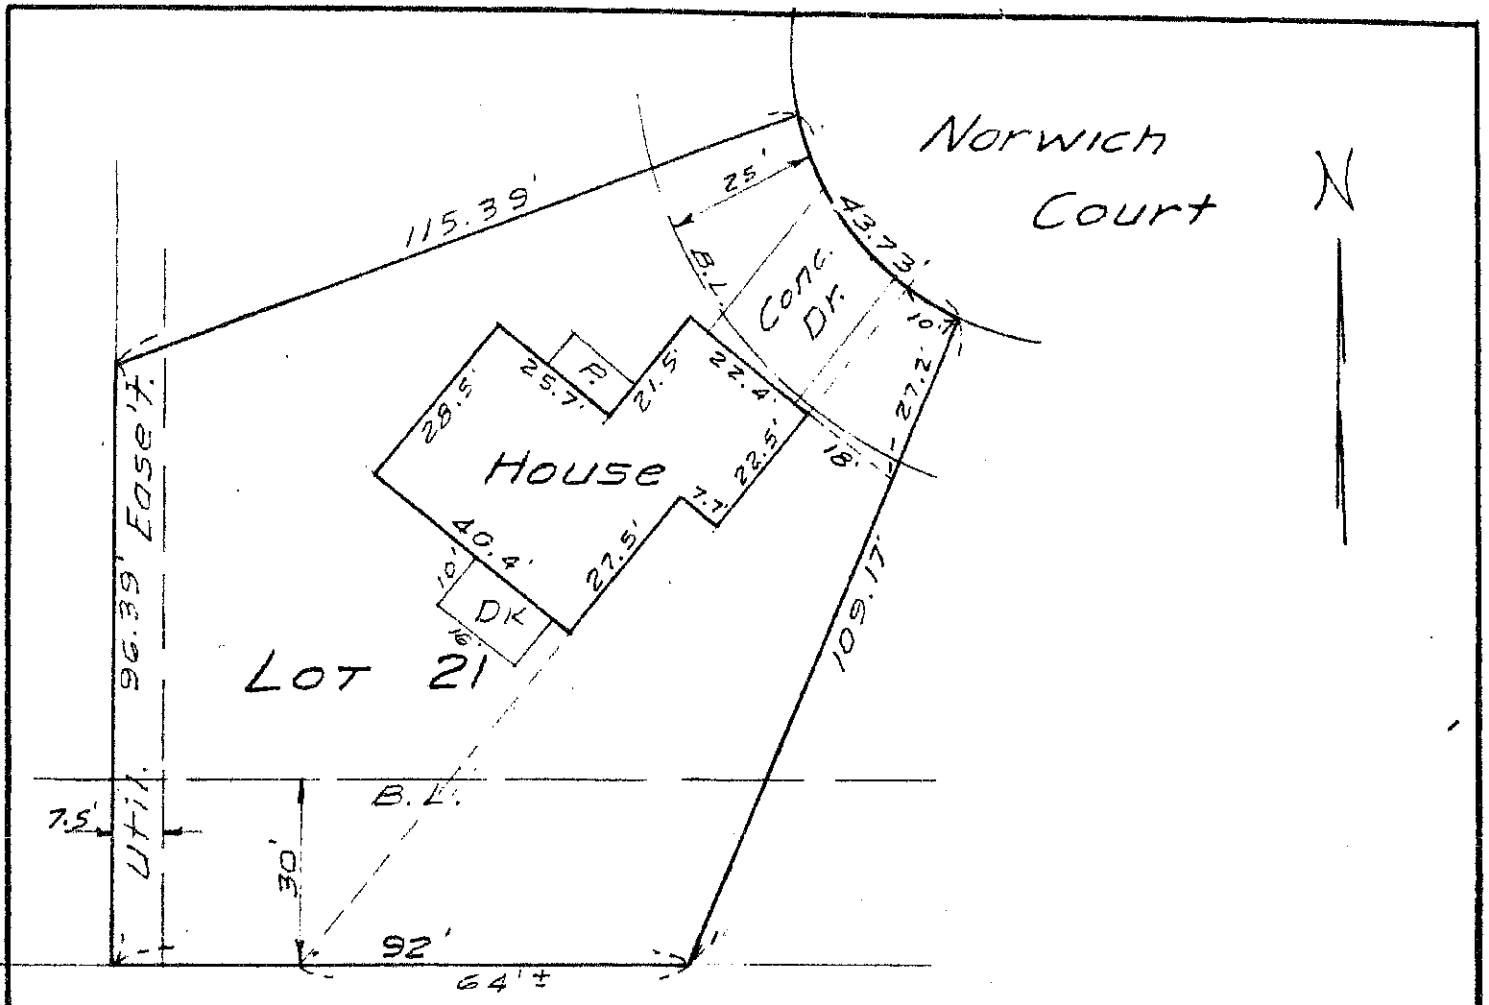 Norwich
Court
N
115.39'
25'
43.73'
B.L.
Conc.
Dr.
10.7'
27.2'
P.
25.7'
21.5'
22.4'
28.5'
22.5'
18'
House
7.7'
40.4'
27.5'
10'
DK
16'
109.17'
Util. 96.39' Ease't.
LOT 21
B.L.
7.5'
30'
92'
64'±